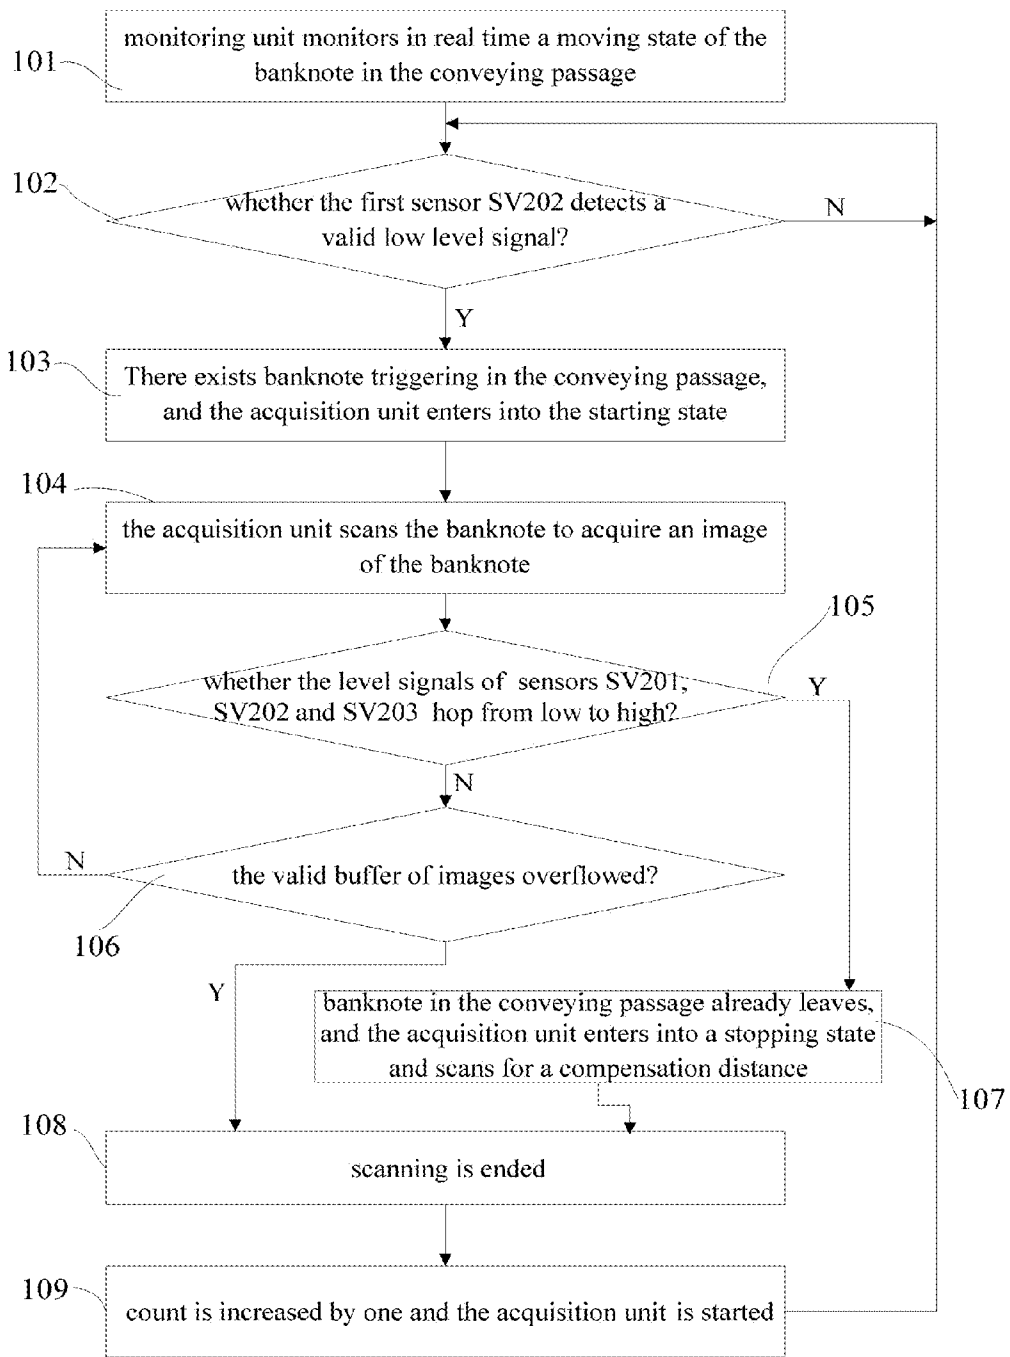 monitoring unit monitors in real time a moving state of the
banknote in the conveying passage
101
102
whether the first sensor SV202 detects a
valid low level signal?
N
Y
103
There exists banknote triggering in the conveying passage,
and the acquisition unit enters into the starting state
104
the acquisition unit scans the banknote to acquire an image
of the banknote
105
whether the level signals of sensors SV201,
SV202 and SV203 hop from low to high?
Y
N
N
the valid buffer of images overflowed?
106
Y
banknote in the conveying passage already leaves,
and the acquisition unit enters into a stopping state
and scans for a compensation distance
107
108
scanning is ended
109
count is increased by one and the acquisition unit is started